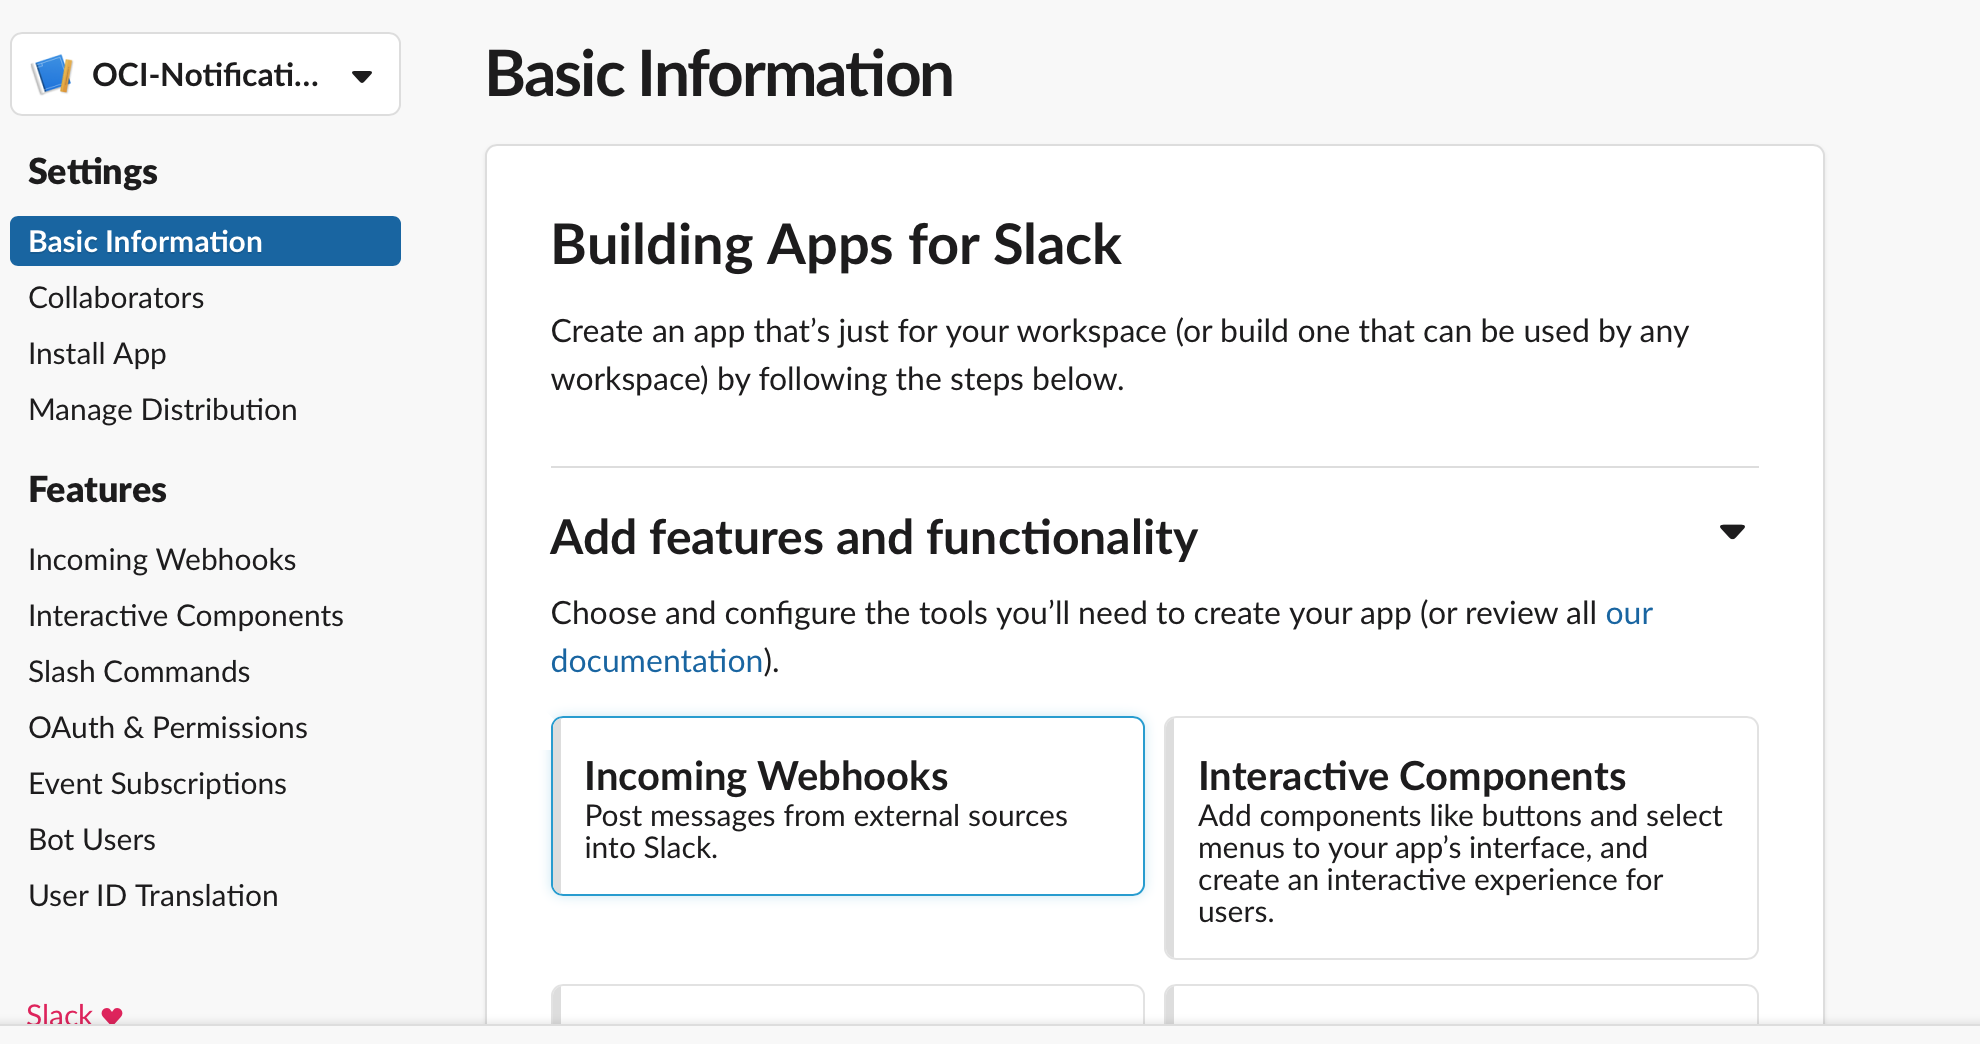 OCI-Notificati...
Settings
Basic Information
Collaborators
Install App
Manage Distribution
Features
Incoming Webhooks
Interactive Components
Slash Commands
OAuth & Permissions
Event Subscriptions
Bot Users
User ID Translation
Slack ♥
Basic Information
Building Apps for Slack
Create an app that’s just for your workspace (or build one that can be used by any
workspace) by following the steps below.
Add features and functionality
Choose and configure the tools you’ll need to create your app (or review all our
documentation).
Incoming Webhooks
Post messages from external sources
into Slack.
Interactive Components
Add components like buttons and select
menus to your app’s interface, and
create an interactive experience for
users.